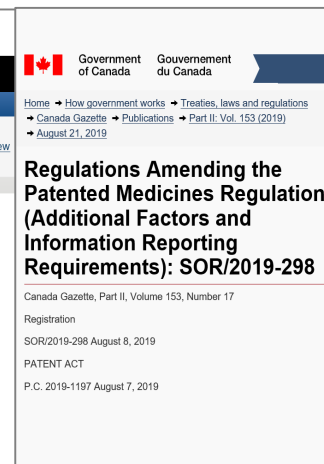 Government
of Canada
Gouvernement
du Canada
Home → How government works → Treaties, laws and regulations
→ Canada Gazette → Publications → Part II: Vol. 153 (2019)
→ August 21, 2019
ew
Regulations Amending the
Patented Medicines Regulation
(Additional Factors and
Information Reporting
Requirements): SOR/2019-298
Canada Gazette, Part II, Volume 153, Number 17
Registration
SOR/2019-298 August 8, 2019
PATENT ACT
P.C. 2019-1197 August 7, 2019